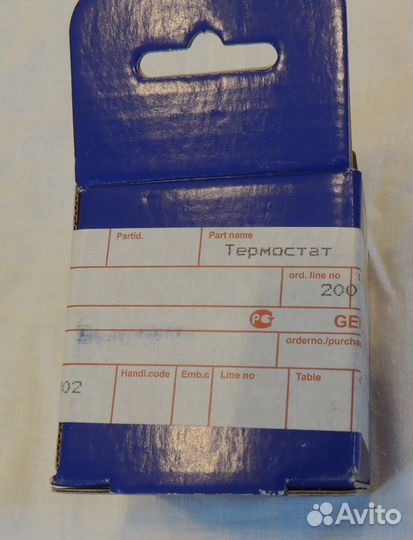 Partid. Part name
Термостат
ord. line no
200
PG GE
orderno./purcha
Handl.code Emb.c Line no Table
02
Avito